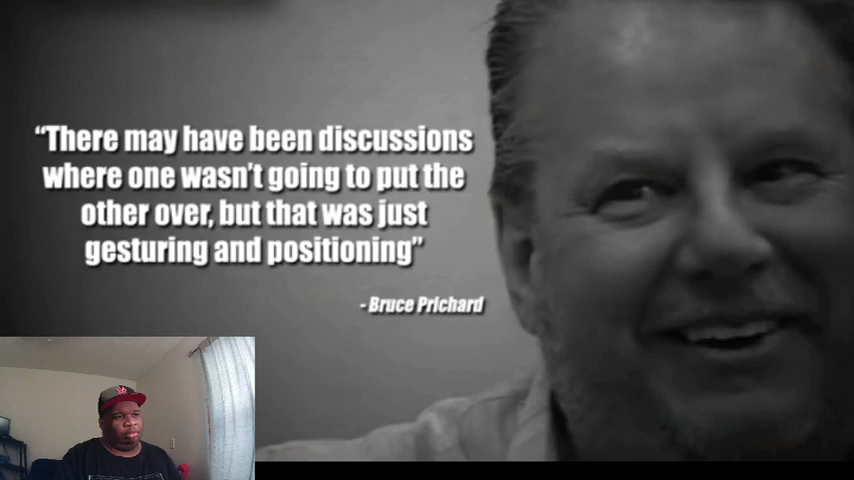 “There may have been discussions
where one wasn’t going to put the
other over, but that was just
gesturing and positioning”
- Bruce Prichard